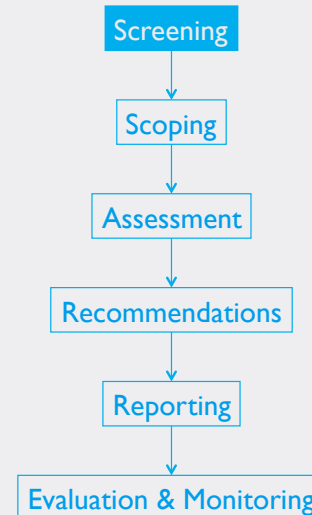 Screening
Scoping
Assessment
Recommendations
Reporting
Evaluation & Monitoring